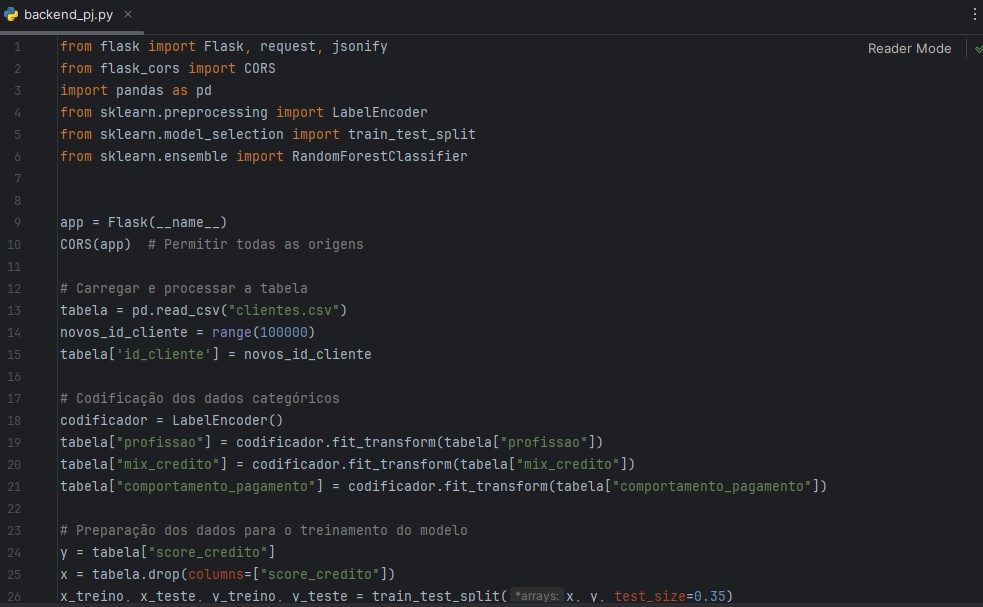 backend_pj.py ×
Reader Mode
1 from flask import Flask, request, jsonify
2 from flask_cors import CORS
3 import pandas as pd
4 from sklearn.preprocessing import LabelEncoder
5 from sklearn.model_selection import train_test_split
6 from sklearn.ensemble import RandomForestClassifier
7
8
9 app = Flask(__name__)
10 CORS(app)  # Permitir todas as origens
11
12 # Carregar e processar a tabela
13 tabela = pd.read_csv("clientes.csv")
14 novos_id_cliente = range(100000)
15 tabela['id_cliente'] = novos_id_cliente
16
17 # Codificação dos dados categóricos
18 codificador = LabelEncoder()
19 tabela["profissao"] = codificador.fit_transform(tabela["profissao"])
20 tabela["mix_credito"] = codificador.fit_transform(tabela["mix_credito"])
21 tabela["comportamento_pagamento"] = codificador.fit_transform(tabela["comportamento_pagamento"])
22
23 # Preparação dos dados para o treinamento do modelo
24 y = tabela["score_credito"]
25 x = tabela.drop(columns=["score_credito"])
26 x_treino, x_teste, y_treino, y_teste = train_test_split( *arrays: x, y, test_size=0.35)